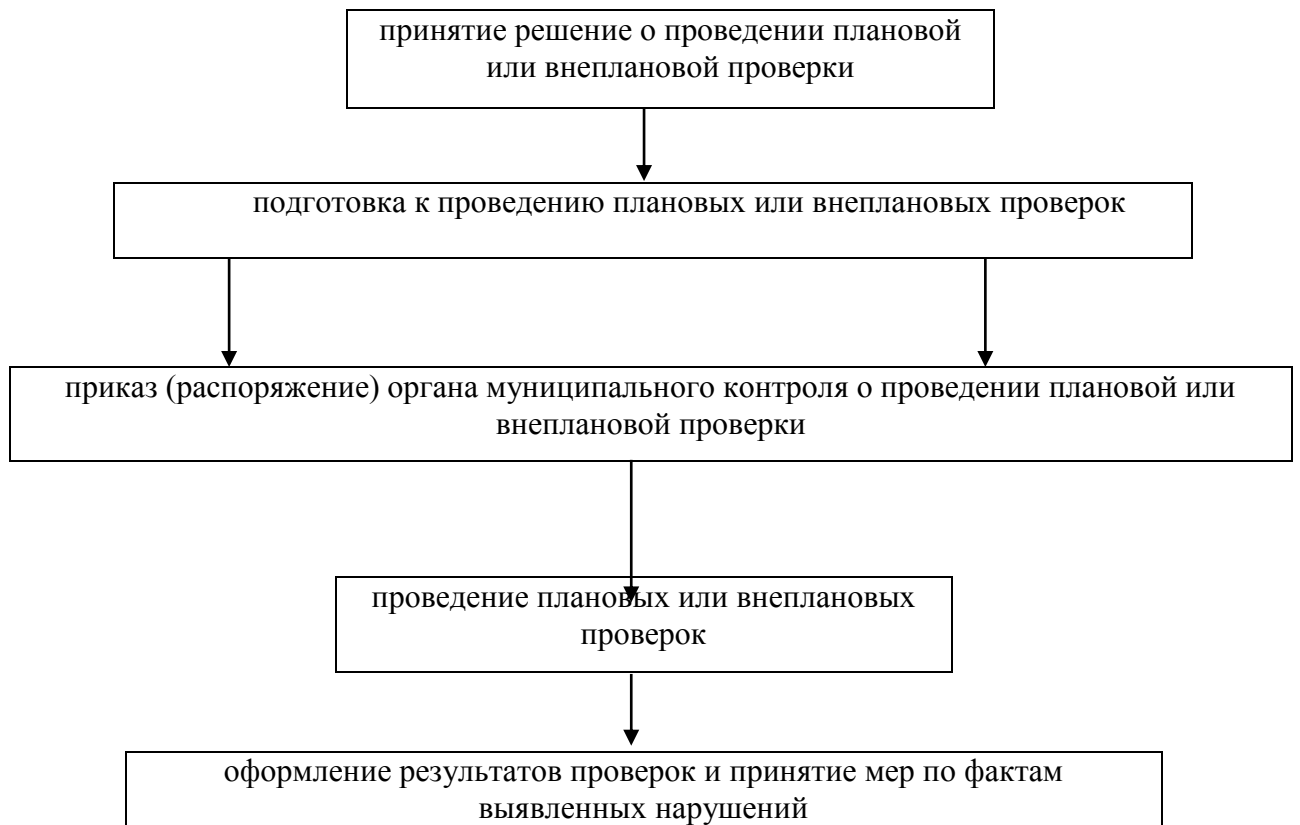 принятие решение о проведении плановой
или внеплановой проверки
подготовка к проведению плановых или внеплановых проверок
приказ (распоряжение) органа муниципального контроля о проведении плановой или
внеплановой проверки
проведение плановых или внеплановых
проверок
оформление результатов проверок и принятие мер по фактам
выявленных нарушений